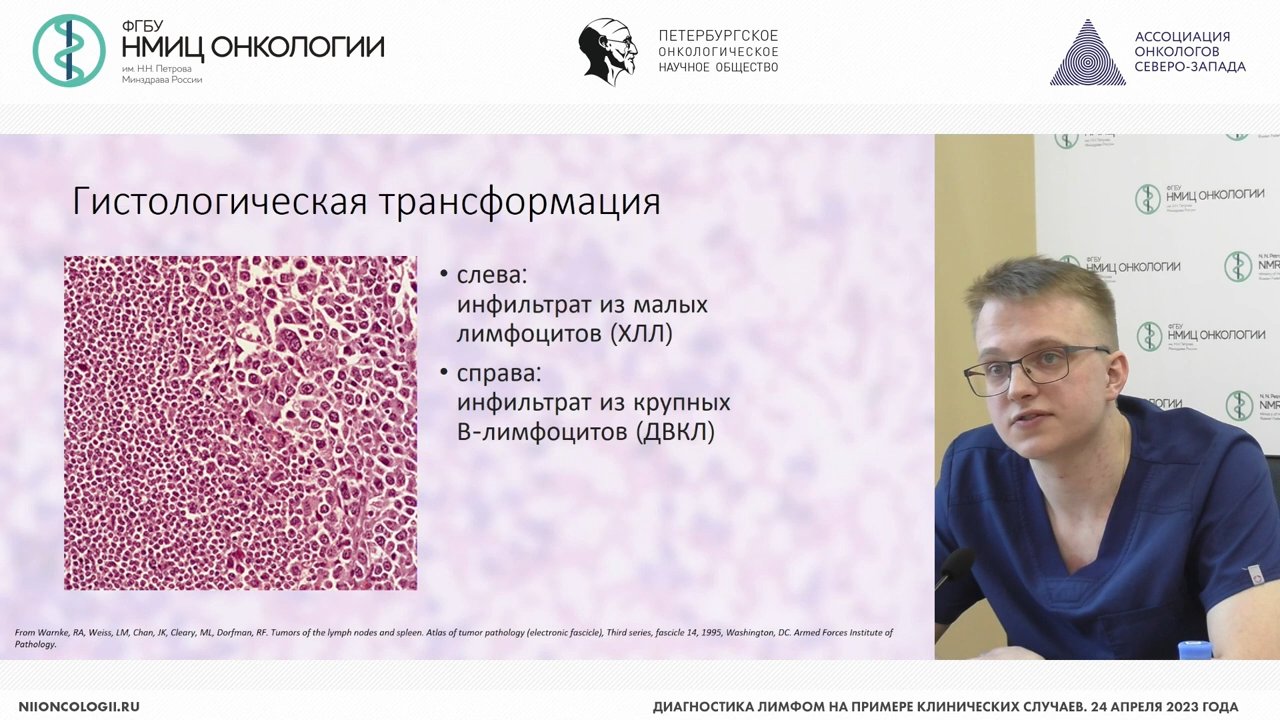 ФГБУ
НМИЦ ОНКОЛОГИИ
им. Н.Н. Петрова
Минздрава России
ПЕТЕРБУРГСКОЕ
ОНКОЛОГИЧЕСКОЕ
НАУЧНОЕ ОБЩЕСТВО
АССОЦИАЦИЯ
ОНКОЛОГОВ
СЕВЕРО-ЗАПАДА
Гистологическая трансформация
• слева:
инфильтрат из малых
лимфоцитов (ХЛЛ)
• справа:
инфильтрат из крупных
В-лимфоцитов (ДВКЛ)
From Warnke, RA, Weiss, LM, Chan, JK, Cleary, ML, Dorfman, RF. Tumors of the lymph nodes and spleen. Atlas of tumor pathology (electronic fascicle), Third series, fascicle 14, 1995, Washington, DC. Armed Forces Institute of
Pathology.
ФГБУ
НМИЦ ОНКОЛОГИИ
НМИЦ ОНКОЛОГИИ
NMR
ФГБУ
НМИЦ ОНКОЛОГИИ
NMR
NIIONCOLOGII.RU
ДИАГНОСТИКА ЛИМФОМ НА ПРИМЕРЕ КЛИНИЧЕСКИХ СЛУЧАЕВ. 24 АПРЕЛЯ 2023 ГОДА